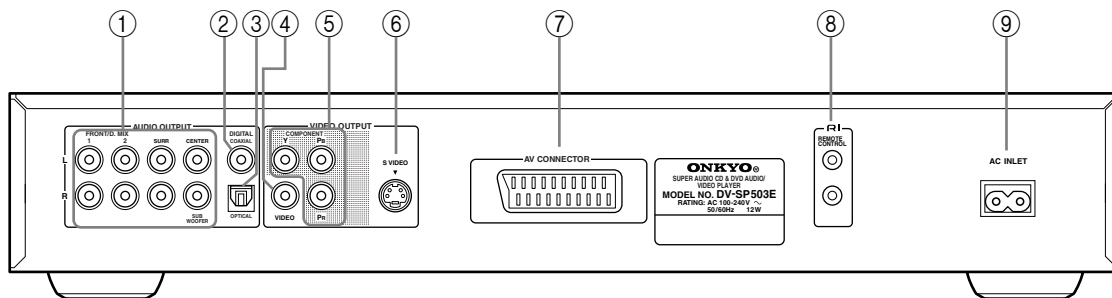 ① ② ③ ④ ⑤ ⑥ ⑦ ⑧ ⑨
AUDIO OUTPUT
FRONT/D. MIX
1 2 SURR CENTER
L
R
SUB
WOOFER
DIGITAL
COAXIAL
OPTICAL
VIDEO OUTPUT
COMPONENT
Y PB
VIDEO
PR
S VIDEO
AV CONNECTOR
ONKYO®
SUPER AUDIO CD & DVD AUDIO/
VIDEO PLAYER
MODEL NO. DV-SP503E
RATING: AC 100-240V ~
50/60Hz 12W
RI
REMOTE
CONTROL
AC INLET